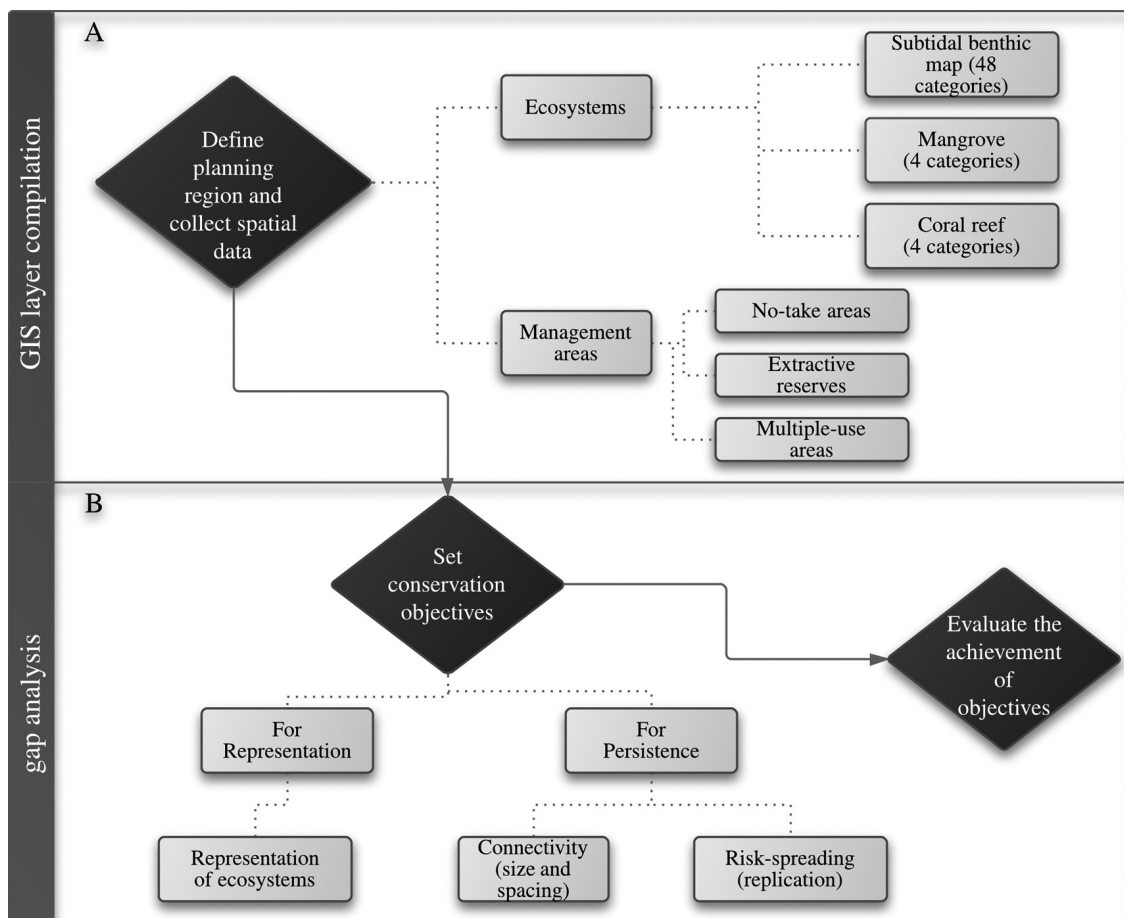 GIS layer compilation
A
Define
planning
region and
collect spatial
data
Ecosystems
Subtidal benthic
map (48
categories)
Mangrove
(4 categories)
Coral reef
(4 categories)
Management
areas
No-take areas
Extractive
reserves
Multiple-use
areas
gap analysis
B
Set
conservation
objectives
Evaluate the
achievement
of
objectives
For
Representation
For
Persistence
Representation
of ecosystems
Connectivity
(size and
spacing)
Risk-spreading
(replication)